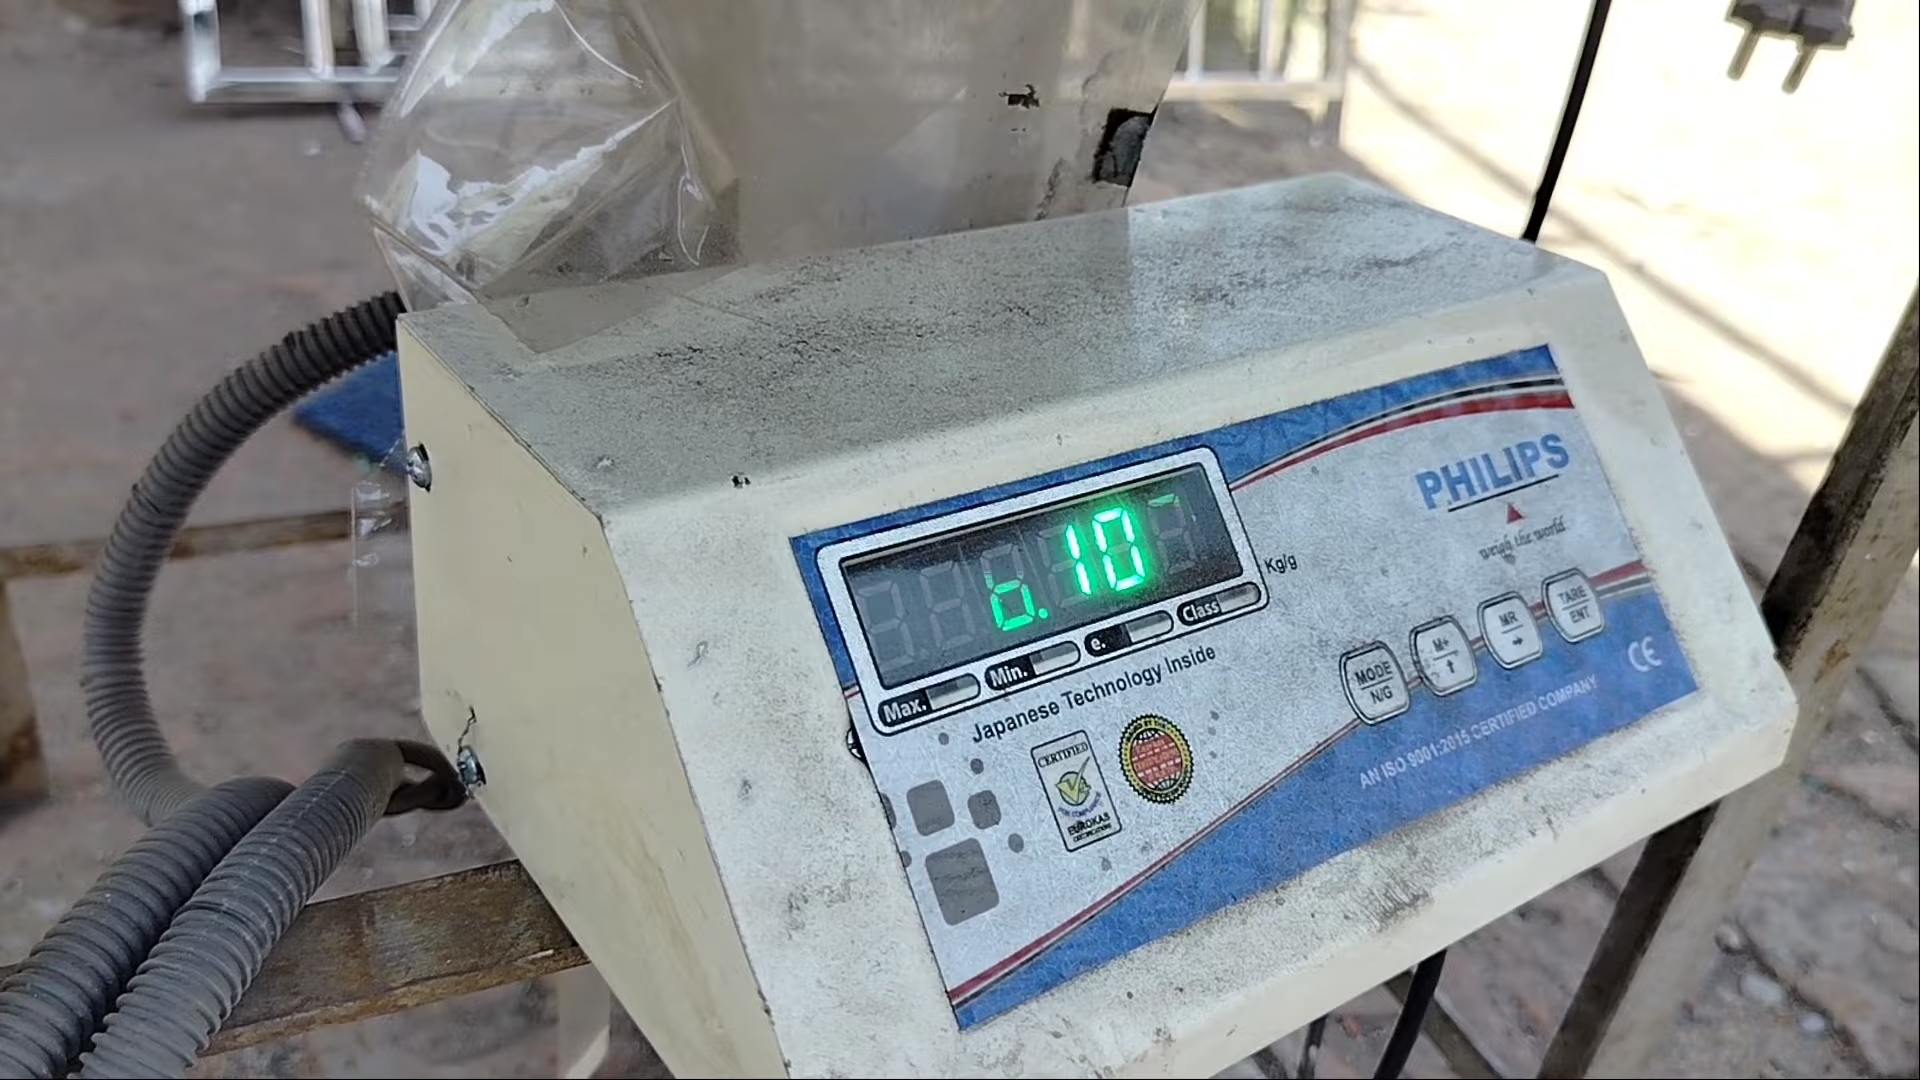 PHILIPS
weigh the world
6.10
Kg/g
Max.
Min.
e.
Class
Japanese Technology Inside
MODE
N/G
M+
MR
TARE
ENT
CE
CERTIFIED
EUROKAS
AN ISO 9001:2015 CERTIFIED COMPANY